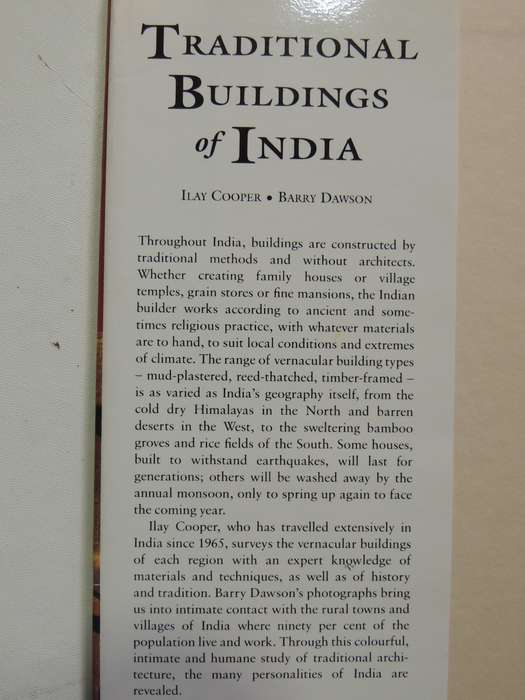 TRADITIONAL
BUILDINGS
of INDIA
ILAY COOPER • BARRY DAWSON
Throughout India, buildings are constructed by
traditional methods and without architects.
Whether creating family houses or village
temples, grain stores or fine mansions, the Indian
builder works according to ancient and some-
times religious practice, with whatever materials
are to hand, to suit local conditions and extremes
of climate. The range of vernacular building types
– mud-plastered, reed-thatched, timber-framed –
is as varied as India's geography itself, from the
cold dry Himalayas in the North and barren
deserts in the West, to the sweltering bamboo
groves and rice fields of the South. Some houses,
built to withstand earthquakes, will last for
generations; others will be washed away by the
annual monsoon, only to spring up again to face
the coming year.
Ilay Cooper, who has travelled extensively in
India since 1965, surveys the vernacular buildings
of each region with an expert knowledge of
materials and techniques, as well as of history
and tradition. Barry Dawson's photographs bring
us into intimate contact with the rural towns and
villages of India where ninety per cent of the
population live and work. Through this colourful,
intimate and humane study of traditional archi-
tecture, the many personalities of India are
revealed.